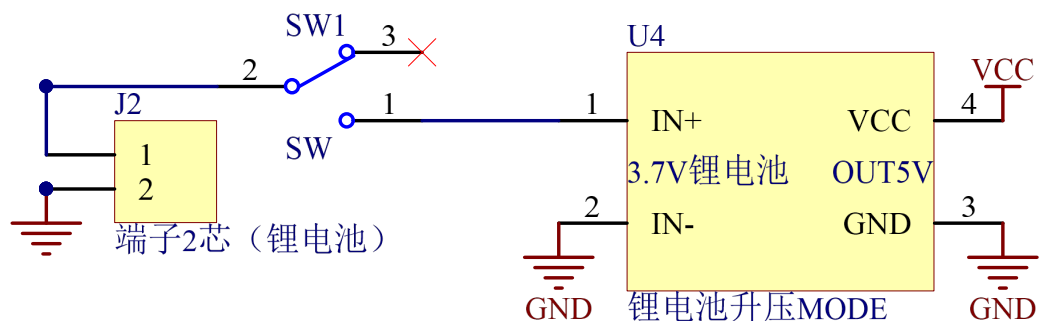 SW1
3
2
1
SW
J2
1
2
端子2芯（锂电池）
U4
1
IN+
VCC
4
VCC
3.7V锂电池
OUT5V
2
IN-
GND
3
GND
GND
锂电池升压MODE